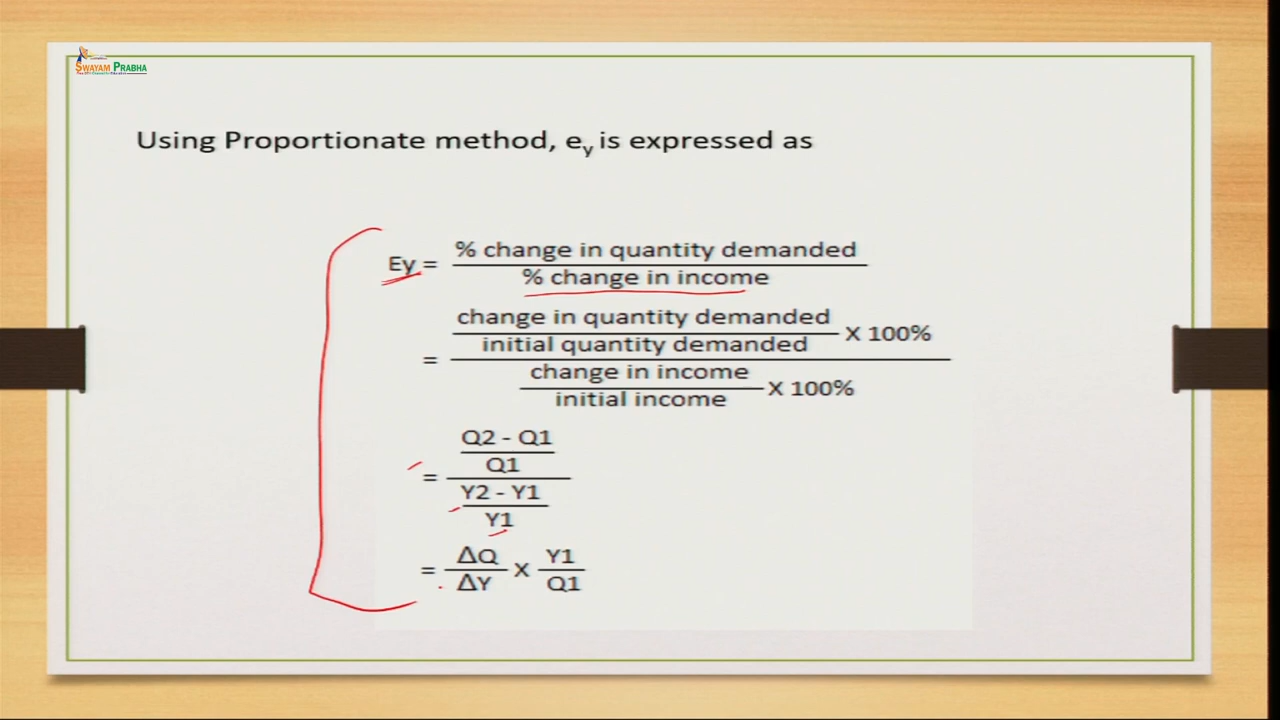 SWAYAM PRABHA
Using Proportionate method, ey is expressed as
Ey = % change in quantity demanded
% change in income
= change in quantity demanded
initial quantity demanded X 100%
change in income
initial income X 100%
= Q2 - Q1
Q1
Y2 - Y1
Y1
= ΔQ X Y1
ΔY Q1